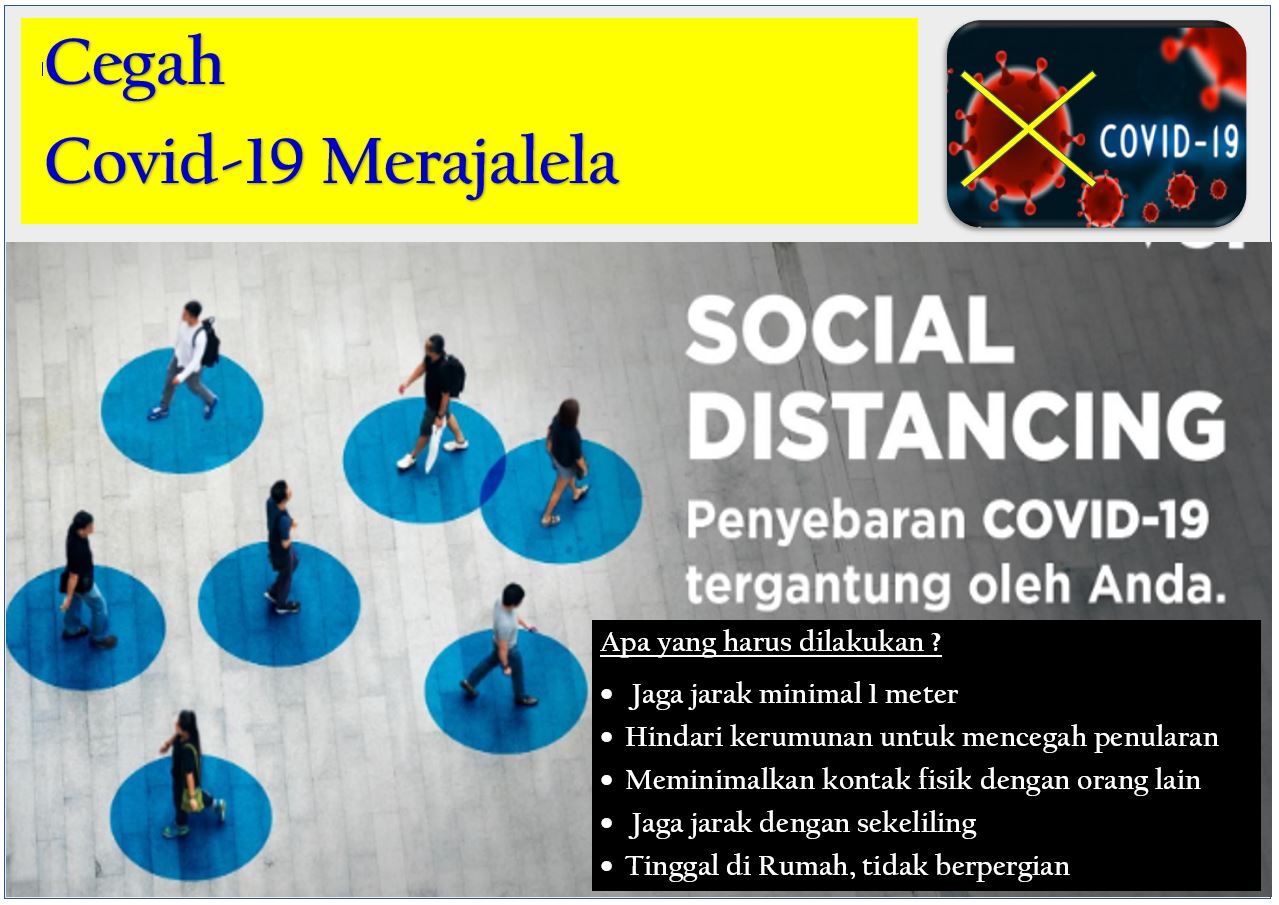 Cegah
Covid-19 Merajalela
COVID-19
SOCIAL
DISTANCING
Penyebaran COVID-19
tergantung oleh Anda.
Apa yang harus dilakukan ?
• Jaga jarak minimal 1 meter
• Hindari kerumunan untuk mencegah penularan
• Meminimalkan kontak fisik dengan orang lain
• Jaga jarak dengan sekeliling
• Tinggal di Rumah, tidak berpergian